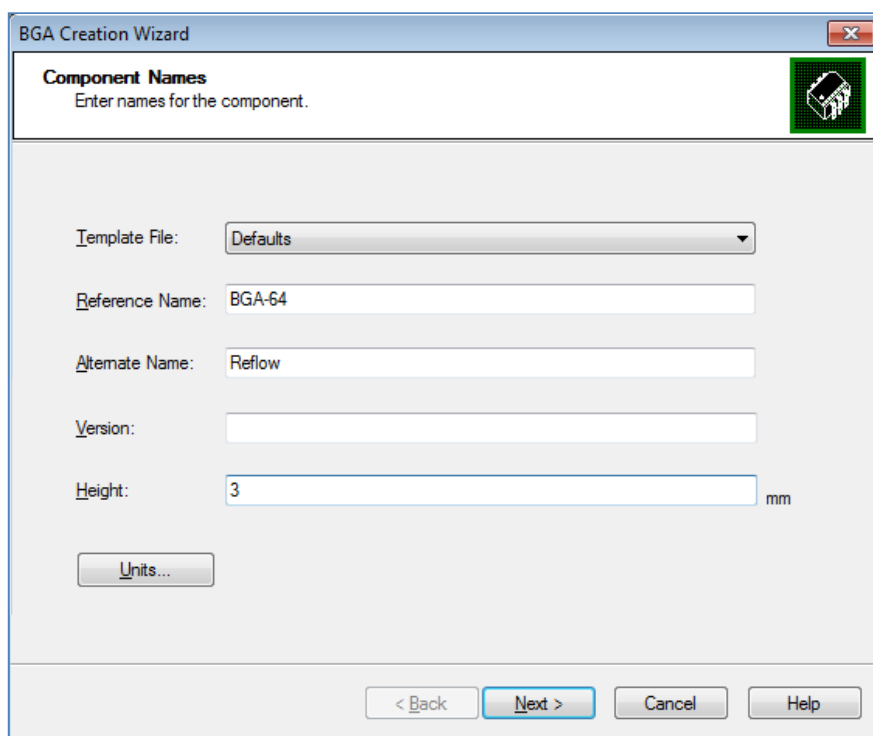 BGA Creation Wizard
Component Names
Enter names for the component.
Template File: Defaults
Reference Name: BGA-64
Alternate Name: Reflow
Version:
Height: 3 mm
Units...
< Back Next > Cancel Help